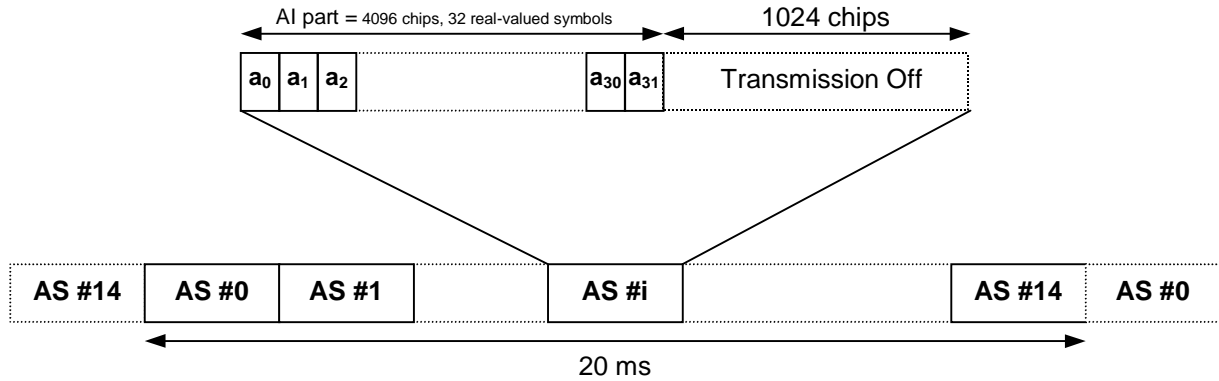 AI part = 4096 chips, 32 real-valued symbols
1024 chips
a0 a1 a2 a30 a31 Transmission Off
AS #14 AS #0 AS #1 AS #i AS #14 AS #0
20 ms